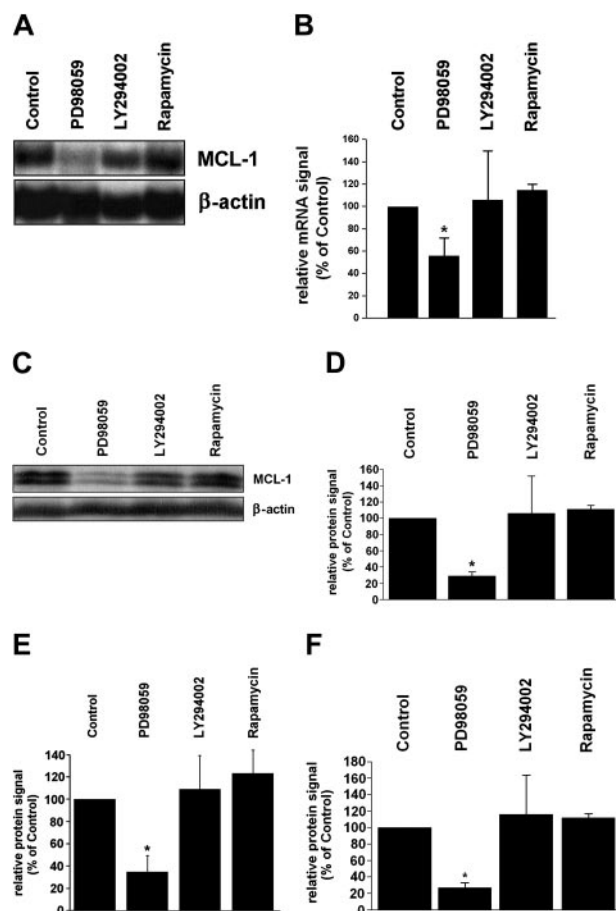 A
Control
PD98059
LY294002
Rapamycin
MCL-1
β-actin
B
Control
PD98059
LY294002
Rapamycin
relative mRNA signal
(% of Control)
160
140
120
100
80
60
40
20
0
*
C
Control
PD98059
LY294002
Rapamycin
MCL-1
β-actin
D
Control
PD98059
LY294002
Rapamycin
relative protein signal
(% of Control)
160
140
120
100
80
60
40
20
0
*
E
Control
PD98059
LY294002
Rapamycin
relative protein signal
(% of Control)
140
120
100
80
60
40
20
0
*
F
Control
PD98059
LY294002
Rapamycin
relative protein signal
(% of Control)
180
160
140
120
100
80
60
40
20
0
*